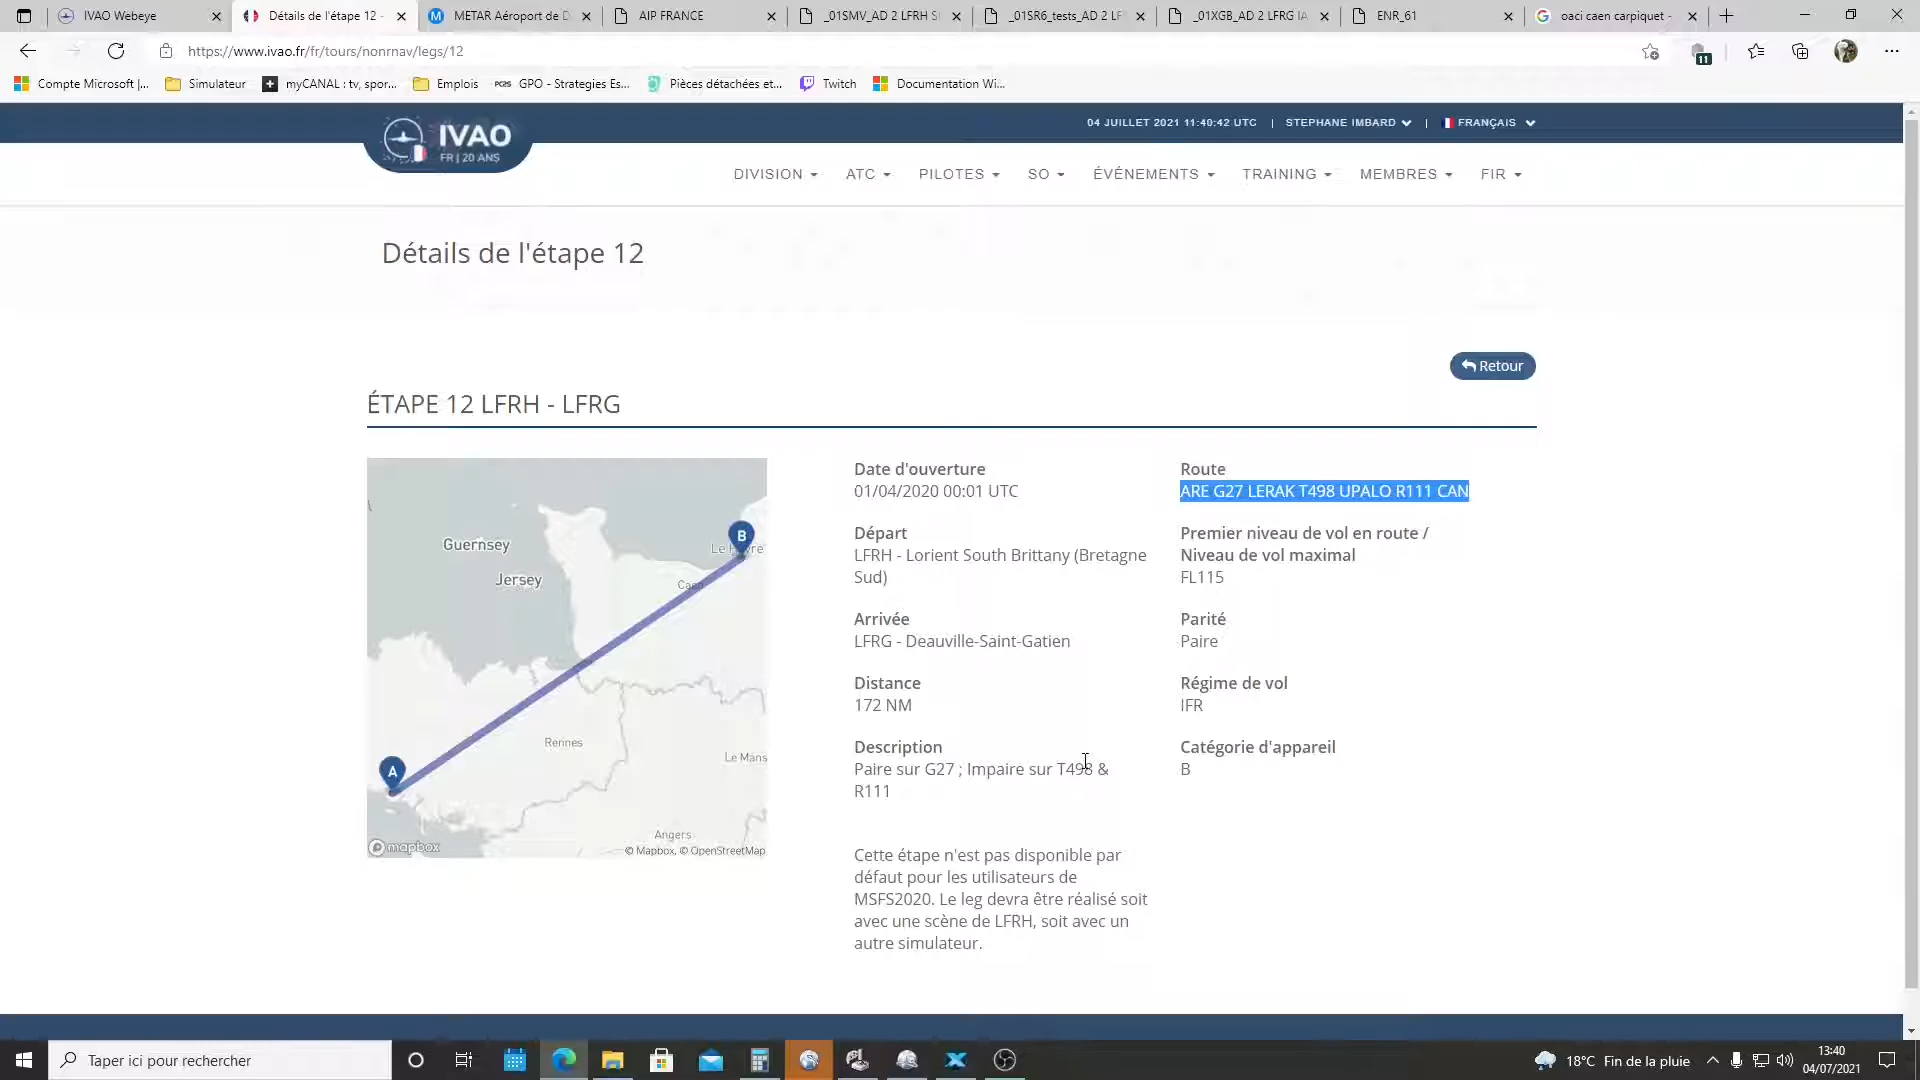 IVAO Webeye
Détails de l'étape 12 -
METAR Aéroport de D
AIP FRANCE
_01SMV_AD 2 LFRH S
_01SR6_tests_AD 2 LF
_01XGB_AD 2 LFRG IA
ENR_61
oaci caen carpiquet -
https://www.ivao.fr/fr/tours/nonrnav/legs/12
11
Compte Microsoft |...
Simulateur
myCANAL : tv, spor...
Emplois
PCGS
GPO - Strategies Es...
Pièces détachées et...
Twitch
Documentation Wi...
IVAO
FR | 20 ANS
04 JUILLET 2021 11:40:42 UTC | STEPHANE IMBARD | FRANÇAIS
DIVISION ATC PILOTES SO ÉVÉNEMENTS TRAINING MEMBRES FIR
Détails de l'étape 12
Retour
ÉTAPE 12 LFRH - LFRG
Guernsey
Jersey
Caen
Rennes
Le Mans
Angers
A
B
mapbox
© Mapbox, © OpenStreetMap
Date d'ouverture
01/04/2020 00:01 UTC
Départ
LFRH - Lorient South Brittany (Bretagne
Sud)
Arrivée
LFRG - Deauville-Saint-Gatien
Distance
172 NM
Description
Paire sur G27 ; Impaire sur T498 &
R111
Cette étape n'est pas disponible par
défaut pour les utilisateurs de
MSFS2020. Le leg devra être réalisé soit
avec une scène de LFRH, soit avec un
autre simulateur.
Route
ARE G27 LERAK T498 UPALO R111 CAN
Premier niveau de vol en route /
Niveau de vol maximal
FL115
Parité
Paire
Régime de vol
IFR
Catégorie d'appareil
B
Taper ici pour rechercher
18°C Fin de la pluie
13:40
04/07/2021